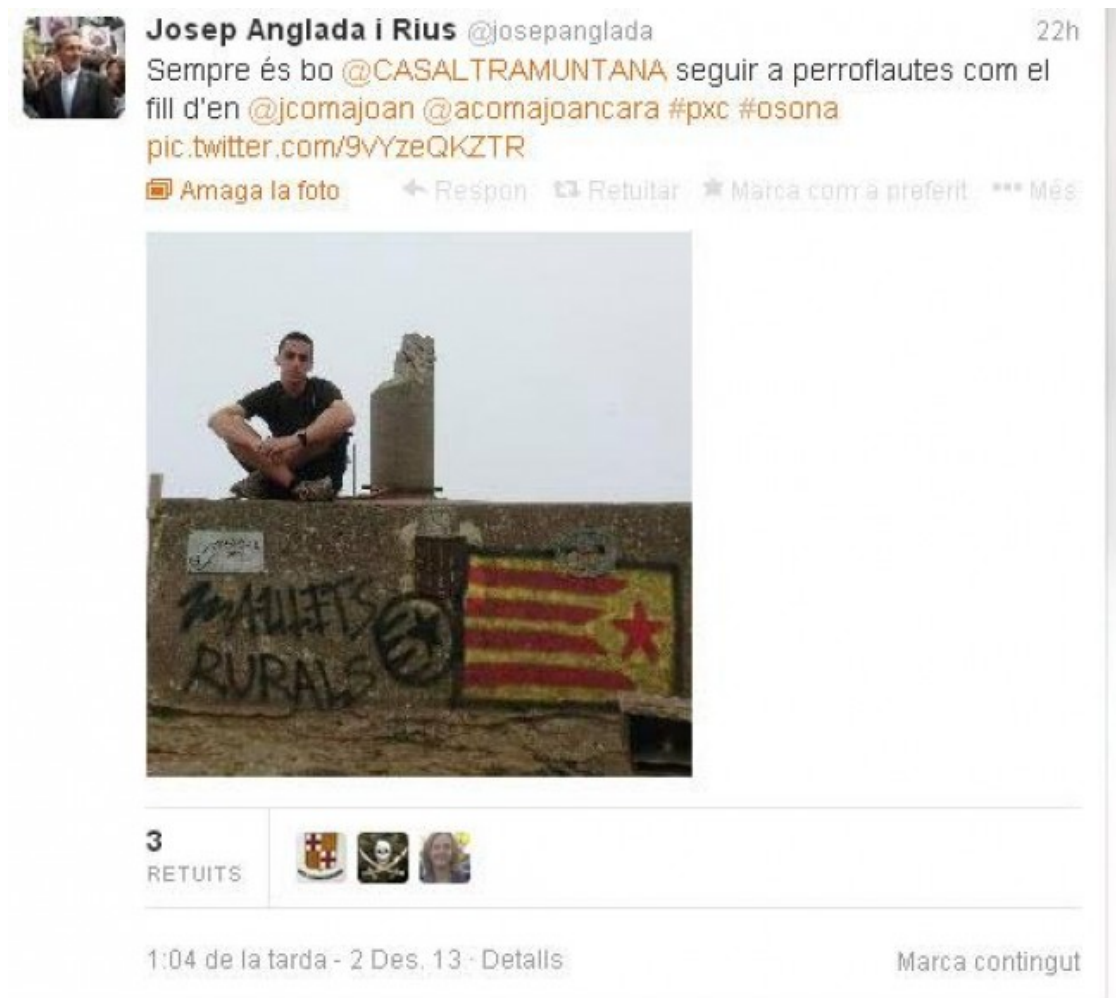 Josep Anglada i Rius @josepanglada 22h
Sempre és bo @CASALTRAMUNTANA seguir a perroflautes com el
fill d'en @jcomajoan @acomajoancara #pxc #osona
pic.twitter.com/9vYzeQKZTR
Amaga la foto Respon Retuitar Marca com a preferit Més
MAULETS
RURALS
3
RETUITS
1:04 de la tarda - 2 Des. 13 · Detalls Marca contingut